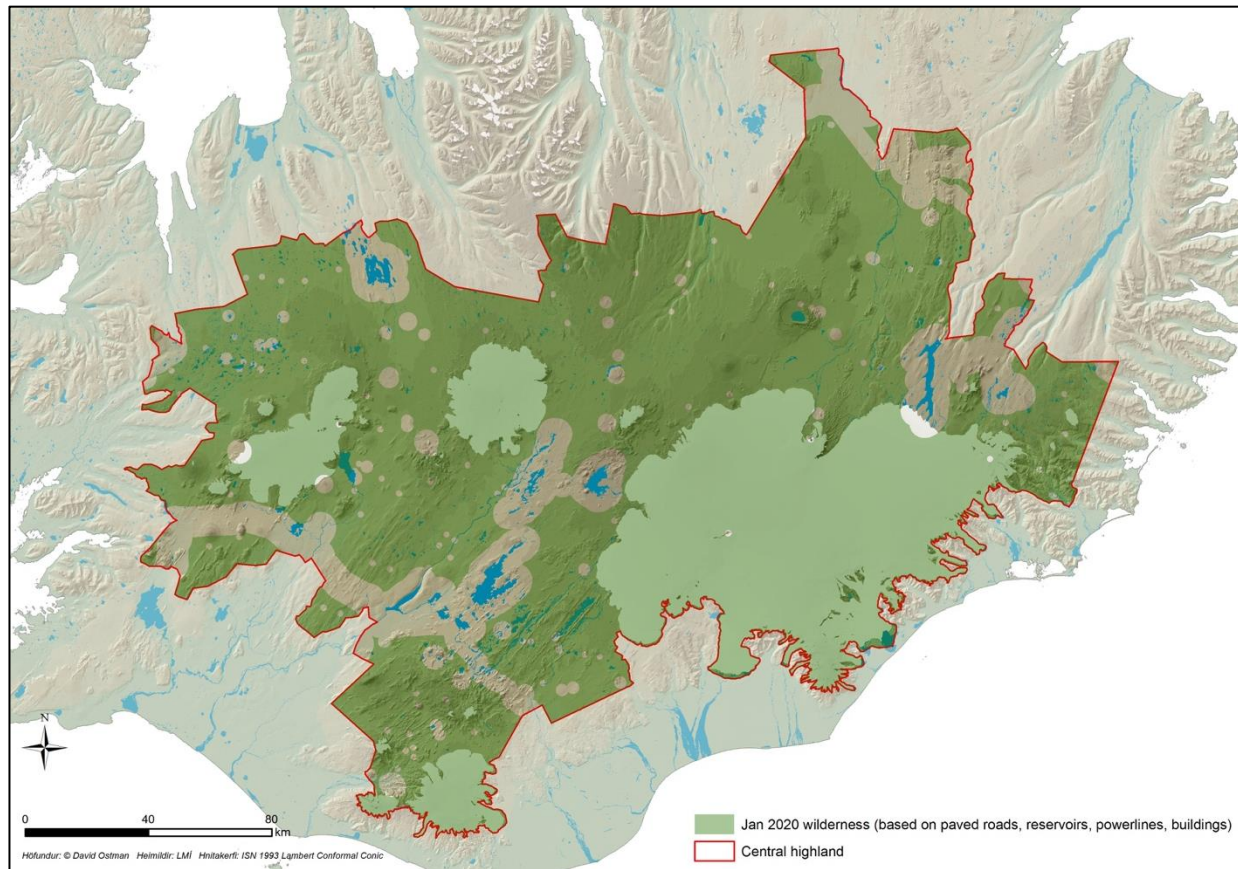 N
0 40 80
km
Jan 2020 wilderness (based on paved roads, reservoirs, powerlines, buildings)
Central highland
Höfundur: © David Ostman Heimildir: LMÍ Hnitakerfi: ISN 1993 Lambert Conformal Conic